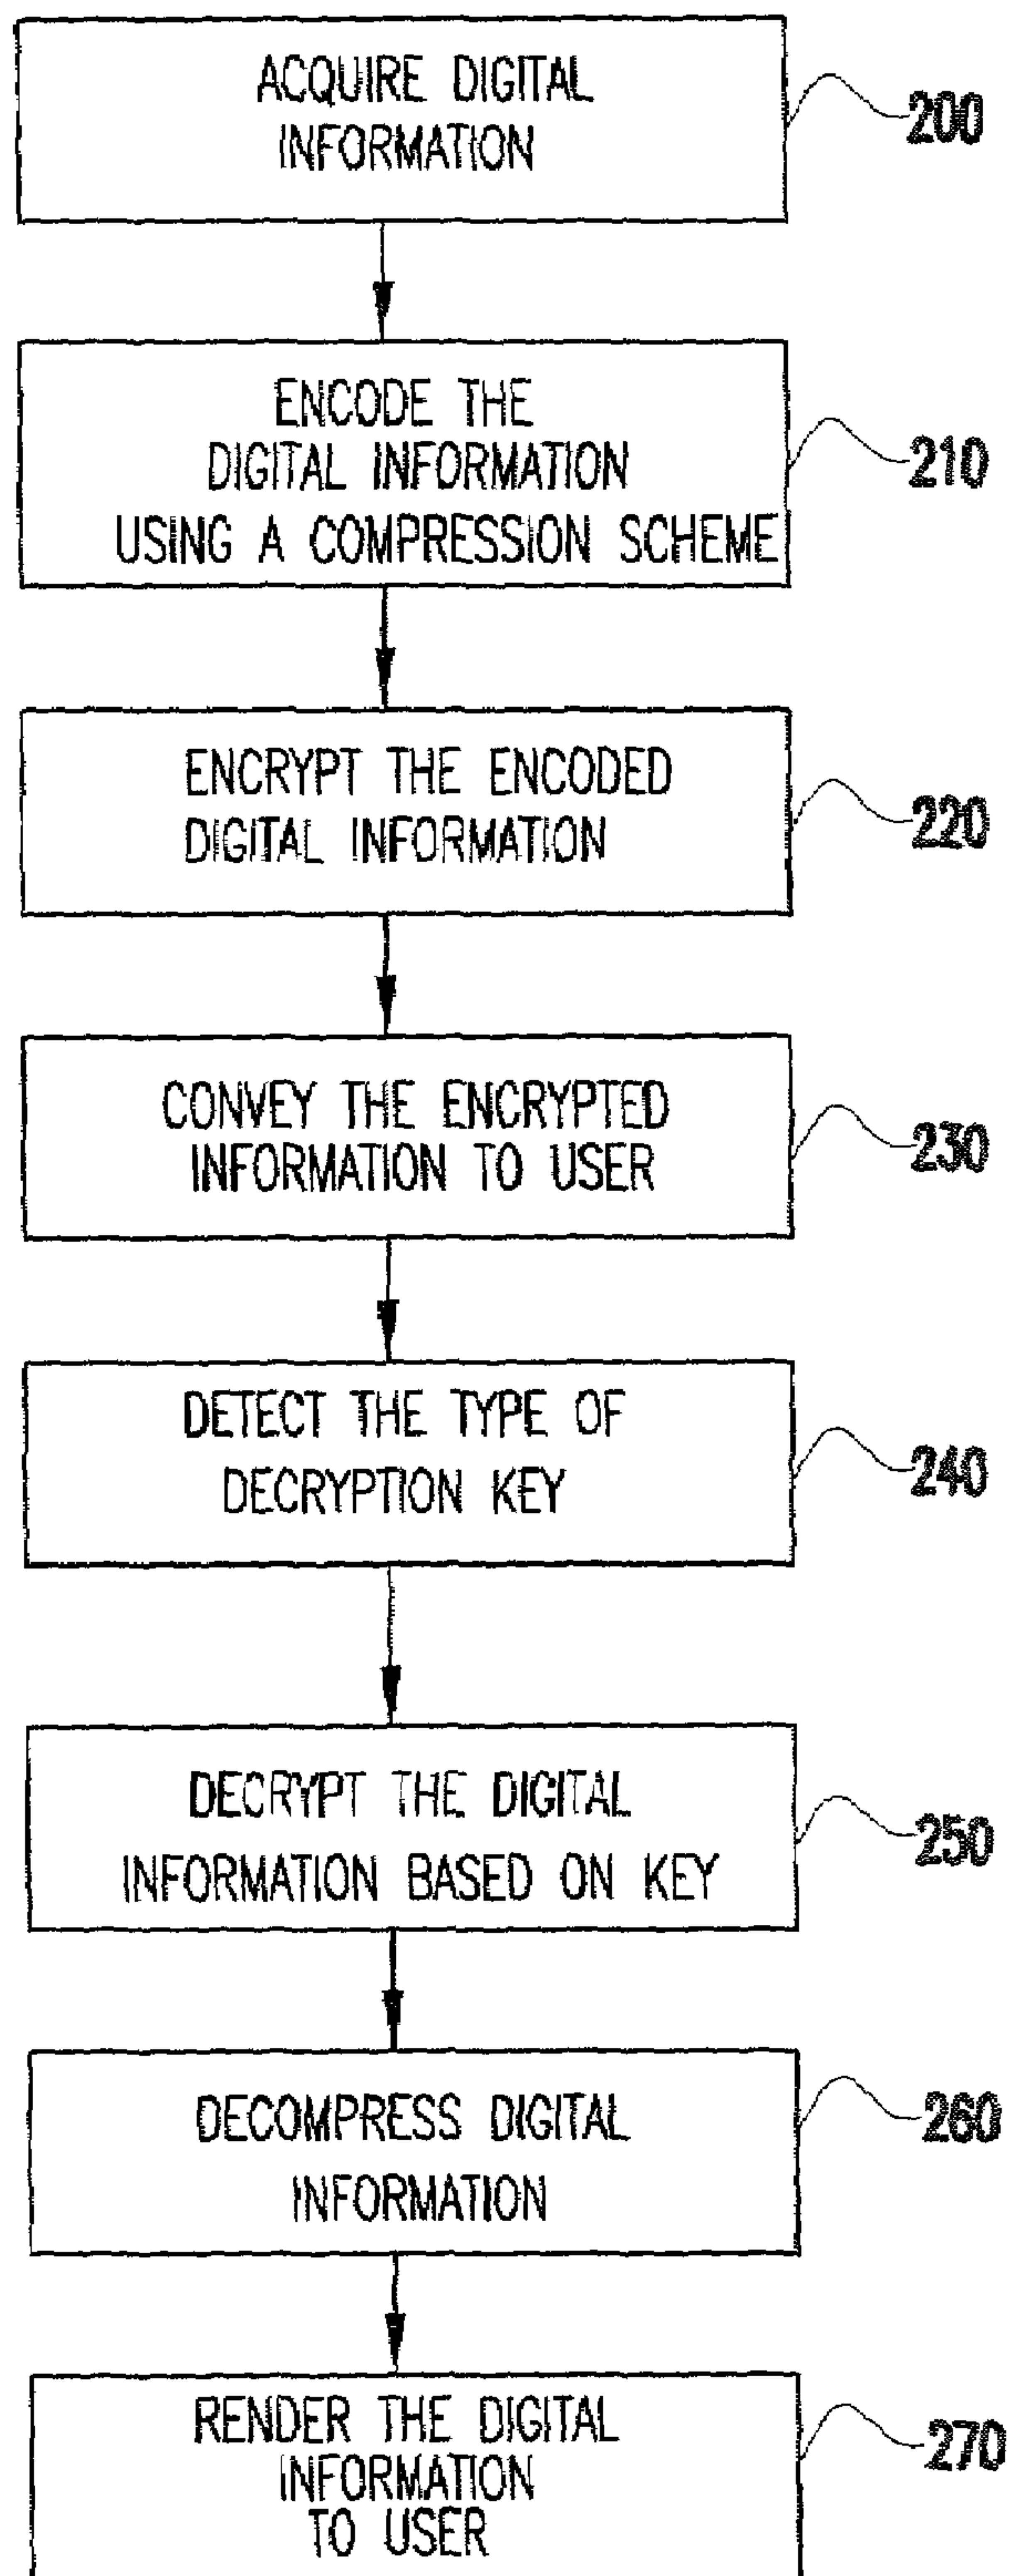 ACQUIRE DIGITAL
INFORMATION
200
ENCODE THE
DIGITAL INFORMATION
USING A COMPRESSION SCHEME
210
ENCRYPT THE ENCODED
DIGITAL INFORMATION
220
CONVEY THE ENCRYPTED
INFORMATION TO USER
230
DETECT THE TYPE OF
DECRYPTION KEY
240
DECRYPT THE DIGITAL
INFORMATION BASED ON KEY
250
DECOMPRESS DIGITAL
INFORMATION
260
RENDER THE DIGITAL
INFORMATION
TO USER
270